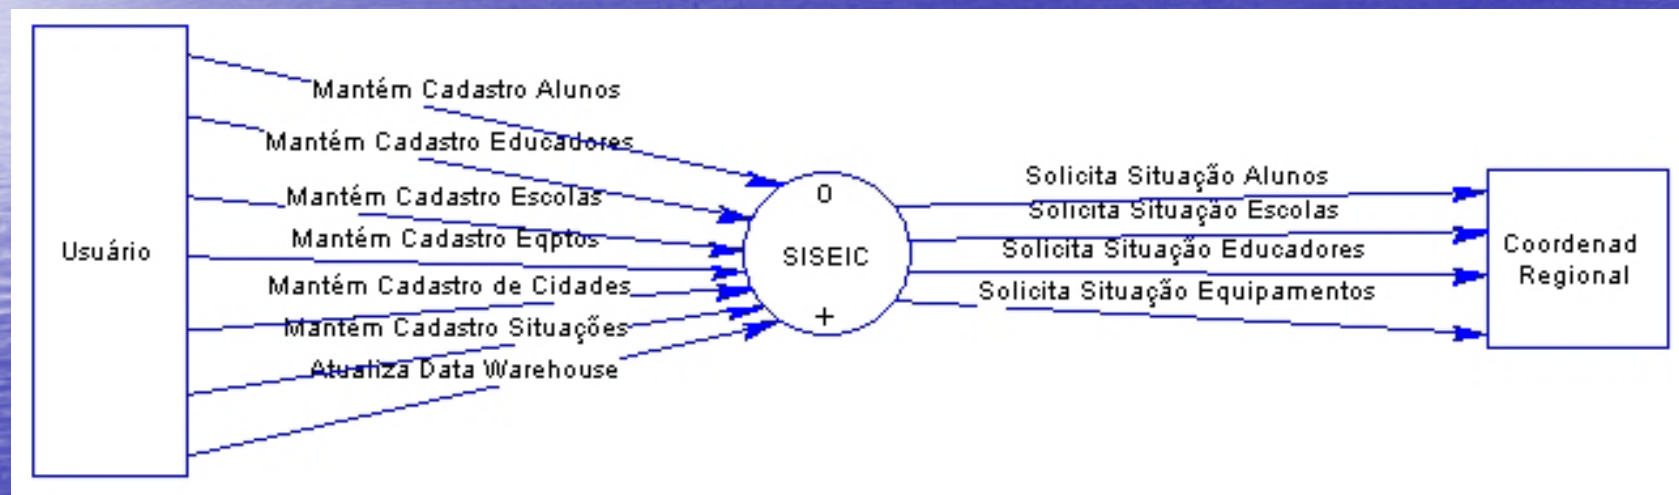 Usuário
Mantém Cadastro Alunos
Mantém Cadastro Educadores
Mantém Cadastro Escolas
Mantém Cadastro Eqptos
Mantém Cadastro de Cidades
Mantém Cadastro Situações
Atualiza Data Warehouse
0
SISEIC
+
Solicita Situação Alunos
Solicita Situação Escolas
Solicita Situação Educadores
Solicita Situação Equipamentos
Coordenad
Regional